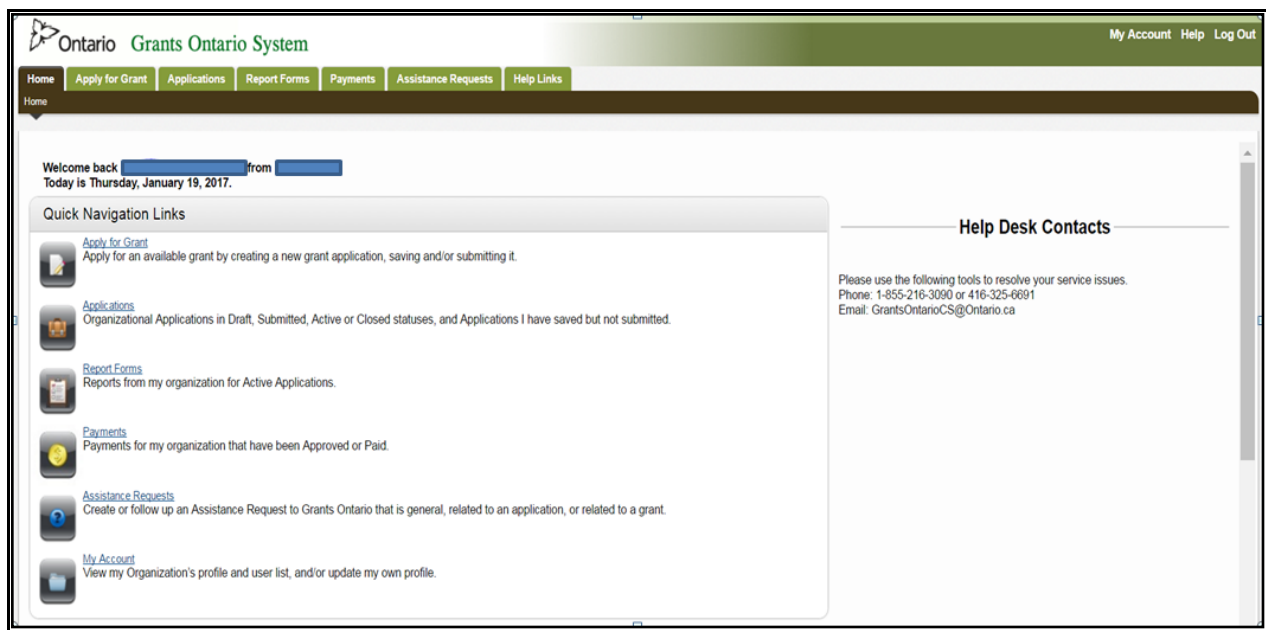 Ontario Grants Ontario System
My Account Help Log Out
Home Apply for Grant Applications Report Forms Payments Assistance Requests Help Links
Home
Welcome back from
Today is Thursday, January 19, 2017.
Quick Navigation Links
Apply for Grant
Apply for an available grant by creating a new grant application, saving and/or submitting it.
Applications
Organizational Applications in Draft, Submitted, Active or Closed statuses, and Applications I have saved but not submitted.
Report Forms
Reports from my organization for Active Applications.
Payments
Payments for my organization that have been Approved or Paid.
Assistance Requests
Create or follow up an Assistance Request to Grants Ontario that is general, related to an application, or related to a grant.
My Account
View my Organization's profile and user list, and/or update my own profile.
Help Desk Contacts
Please use the following tools to resolve your service issues.
Phone: 1-855-216-3090 or 416-325-6691
Email: GrantsOntarioCS@Ontario.ca